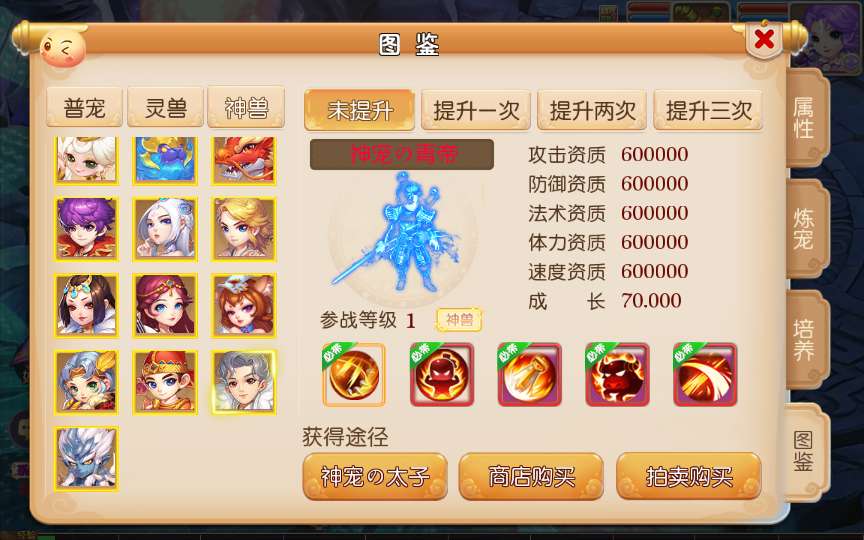 图 鉴
普宠 灵兽 神兽
未提升 提升一次 提升两次 提升三次
神宠の青帝
攻击资质 600000
防御资质 600000
法术资质 600000
体力资质 600000
速度资质 600000
成 长 70.000
参战等级 1 神兽
必带 必带 必带 必带 必带
获得途径
神宠の太子 商店购买 拍卖购买
属性
炼宠
培养
图鉴